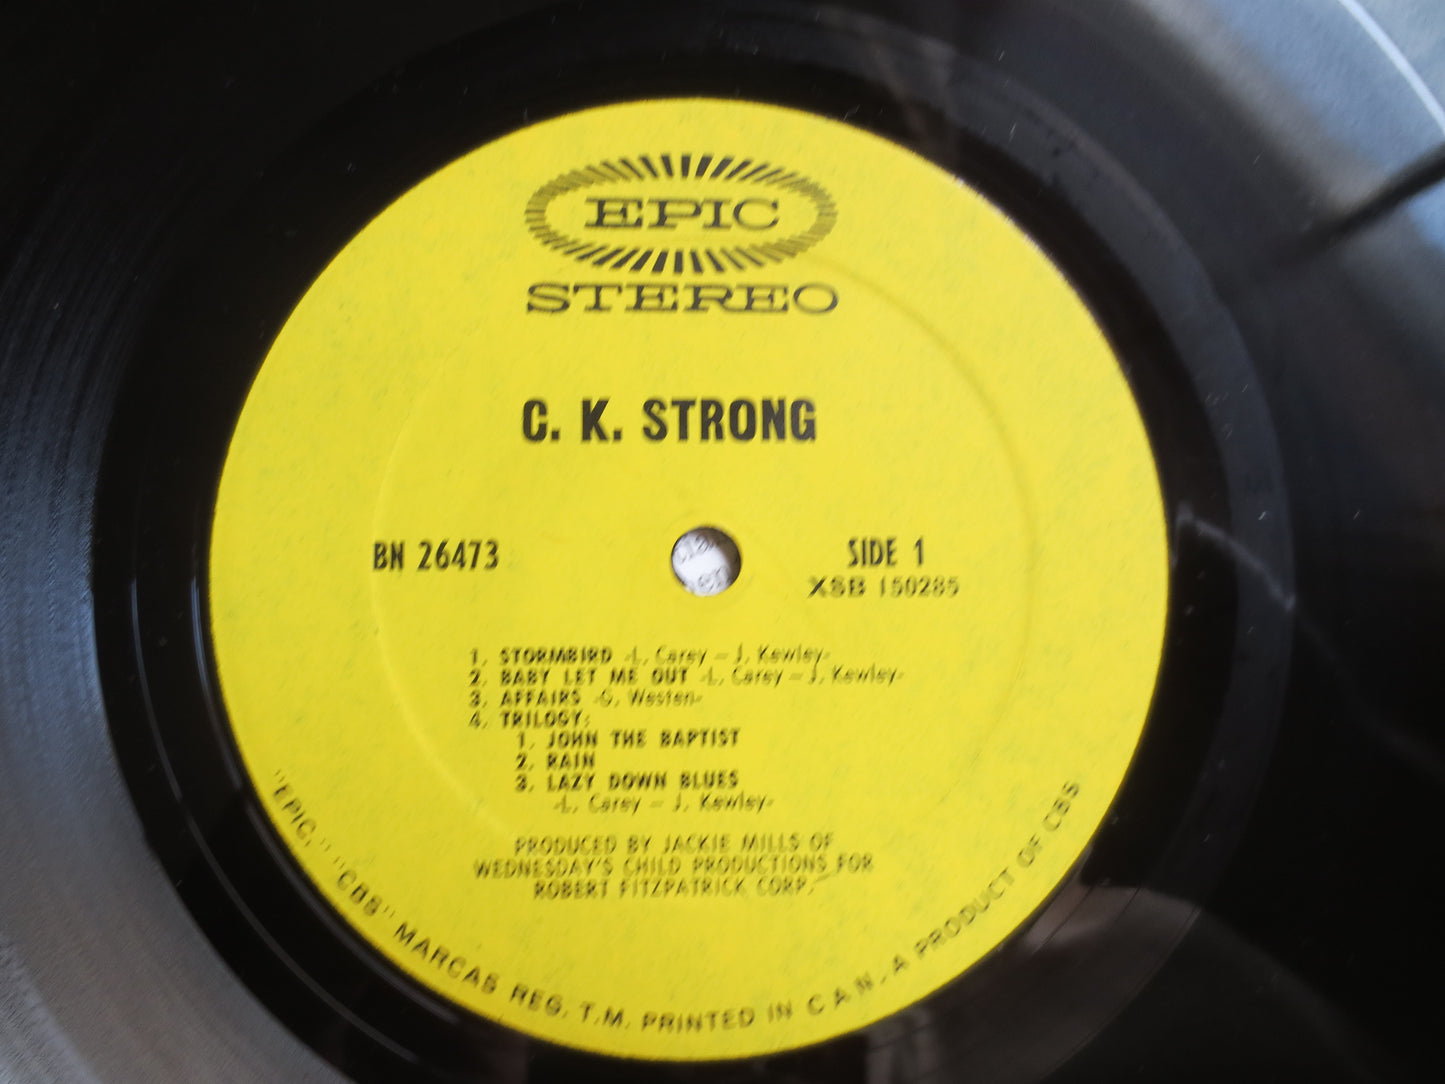 EPIC
STEREO
C. K. STRONG
BN 26473
SIDE 1
XSB 150285
1. STORMBIRD -L. Carey - J. Kewley-
2. BABY LET ME OUT -L. Carey - J. Kewley-
3. AFFAIRS -G. Westen-
4. TRILOGY:
1. JOHN THE BAPTIST
2. RAIN
3. LAZY DOWN BLUES
-L. Carey - J. Kewley-
PRODUCED BY JACKIE MILLS OF
WEDNESDAY'S CHILD PRODUCTIONS FOR
ROBERT FITZPATRICK CORP.
"EPIC," "CBS" MARCAS REG. T.M. PRINTED IN CAN. A PRODUCT OF CBS